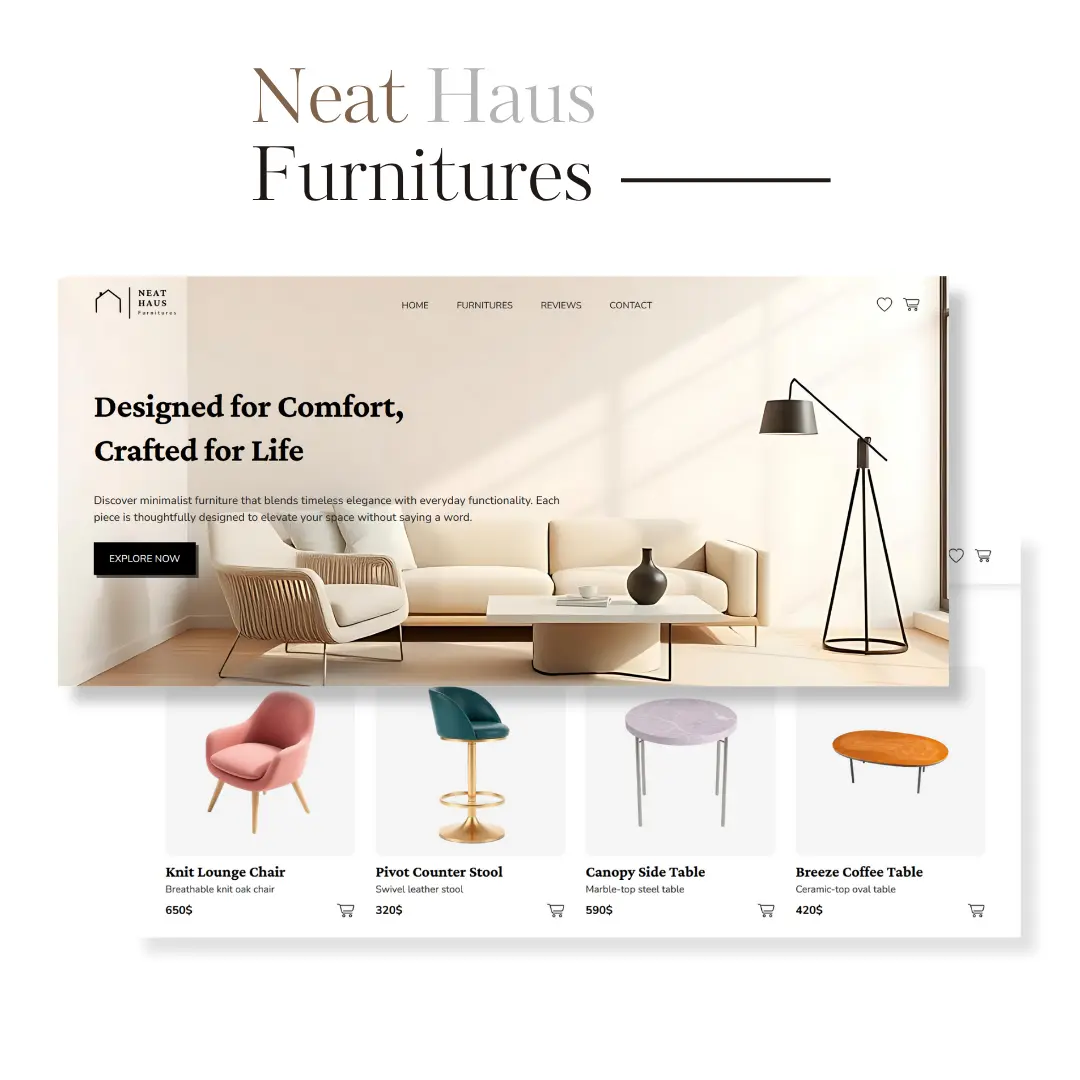 Neat Haus
Furnitures
NEAT
HAUS
Furnitures
HOME FURNITURES REVIEWS CONTACT
Designed for Comfort,
Crafted for Life
Discover minimalist furniture that blends timeless elegance with everyday functionality. Each
piece is thoughtfully designed to elevate your space without saying a word.
EXPLORE NOW
Knit Lounge Chair
Breathable knit oak chair
650$
Pivot Counter Stool
Swivel leather stool
320$
Canopy Side Table
Marble-top steel table
590$
Breeze Coffee Table
Ceramic-top oval table
420$